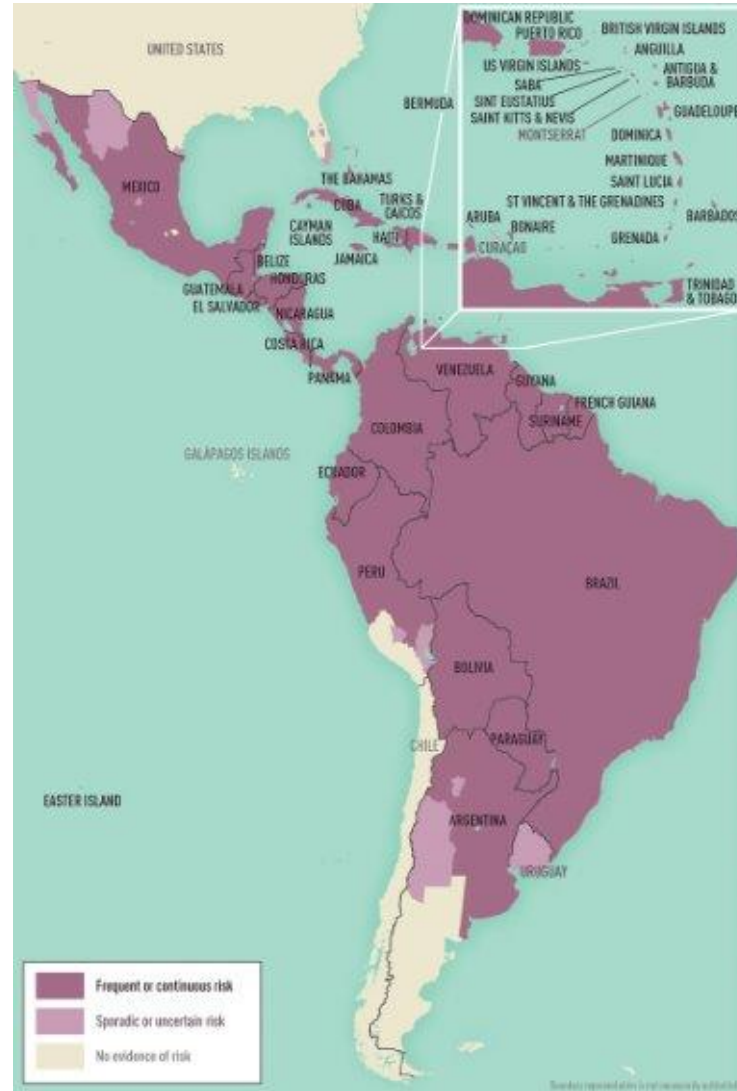 UNITED STATES
DOMINICAN REPUBLIC
PUERTO RICO
BRITISH VIRGIN ISLANDS
ANGUILLA
US VIRGIN ISLANDS
ANTIGUA &
BARBUDA
SABA
SINT EUSTATIUS
SAINT KITTS & NEVIS
MONTSERRAT
GUADELOUPE
DOMINICA
MARTINIQUE
SAINT LUCIA
ST VINCENT & THE GRENADINES
BARBADOS
ARUBA
BONAIRE
CURAÇAO
GRENADA
TRINIDAD
& TOBAGO
BERMUDA
MEXICO
THE BAHAMAS
CUBA
TURKS &
CAICOS
CAYMAN
ISLANDS
HAITI
JAMAICA
BELIZE
HONDURAS
GUATEMALA
EL SALVADOR
NICARAGUA
COSTA RICA
PANAMA
VENEZUELA
GUYANA
FRENCH GUIANA
SURINAME
COLOMBIA
GALÁPAGOS ISLANDS
ECUADOR
PERU
BRAZIL
BOLIVIA
CHILE
PARAGUAY
EASTER ISLAND
ARGENTINA
URUGUAY
Frequent or continuous risk
Sporadic or uncertain risk
No evidence of risk